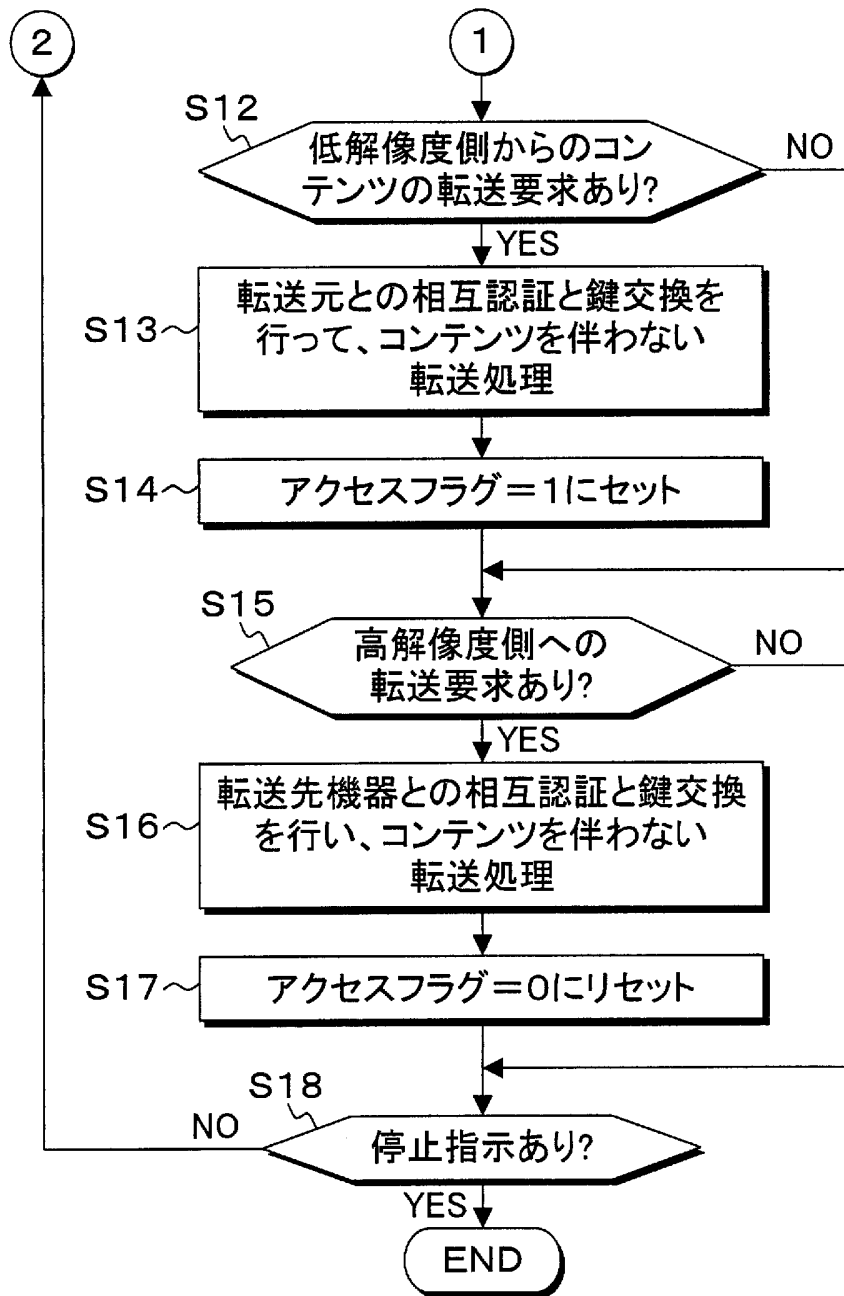 2
1
S12
低解像度側からのコン
テンツの転送要求あり?
NO
YES
S13
転送元との相互認証と鍵交換を
行って、コンテンツを伴わない
転送処理
S14
アクセスフラグ=1にセット
S15
高解像度側への
転送要求あり?
NO
YES
S16
転送先機器との相互認証と鍵交換
を行い、コンテンツを伴わない
転送処理
S17
アクセスフラグ=0にリセット
S18
NO
停止指示あり?
YES
END